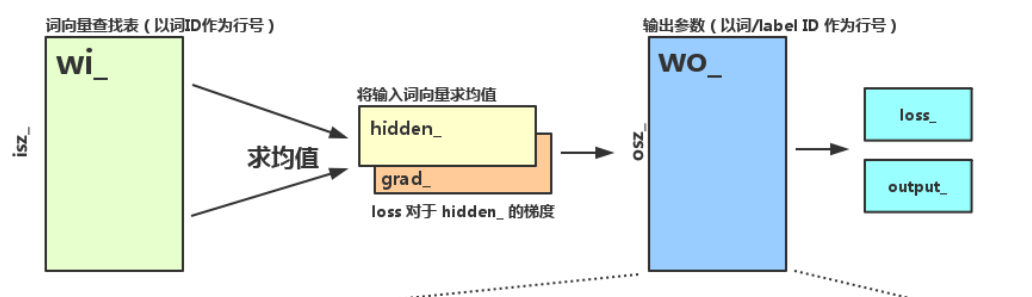 词向量查找表（以词ID作为行号）
wi_
isz_
求均值
将输入词向量求均值
hidden_
grad_
loss 对于 hidden_ 的梯度
输出参数（以词/label ID 作为行号）
wo_
osz_
loss_
output_